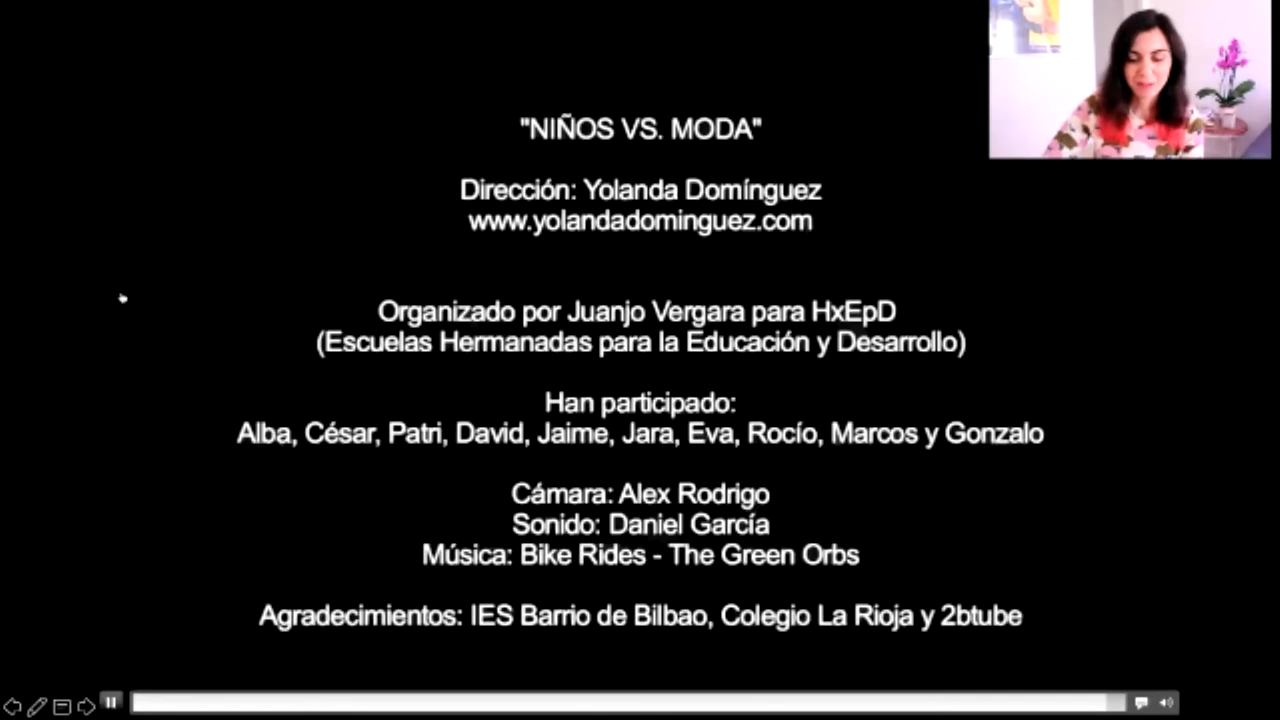 "NIÑOS VS. MODA"
Dirección: Yolanda Domínguez
www.yolandadominguez.com
Organizado por Juanjo Vergara para HxEpD
(Escuelas Hermanadas para la Educación y Desarrollo)
Han participado:
Alba, César, Patri, David, Jaime, Jara, Eva, Rocío, Marcos y Gonzalo
Cámara: Alex Rodrigo
Sonido: Daniel García
Música: Bike Rides - The Green Orbs
Agradecimientos: IES Barrio de Bilbao, Colegio La Rioja y 2btube